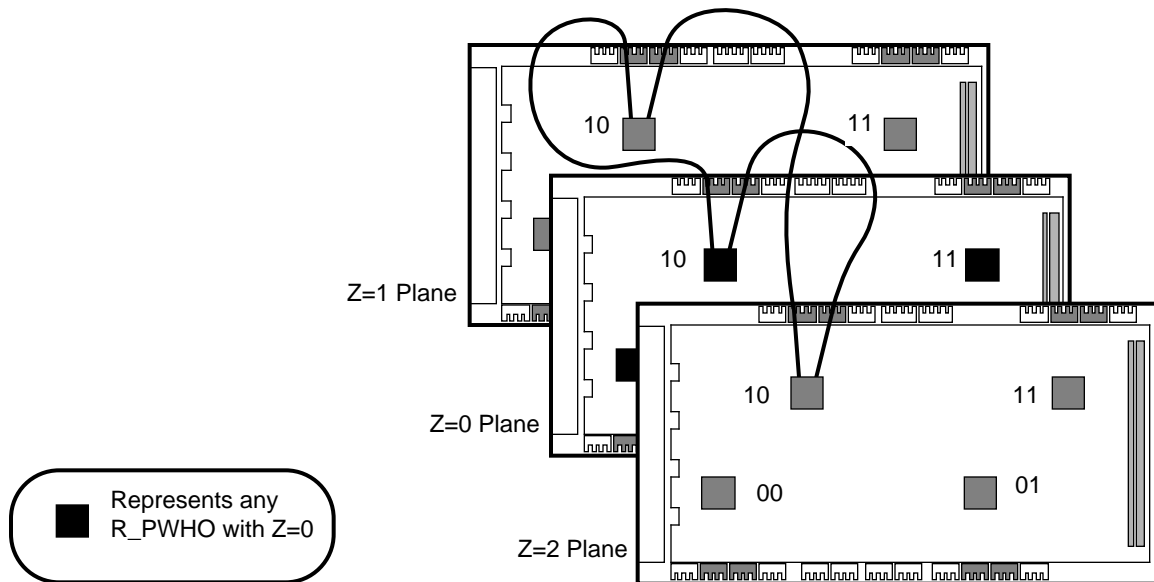 10
11
Z=1 Plane
10
11
Z=0 Plane
10
11
00
01
Z=2 Plane
Represents any
R_PWHO with Z=0